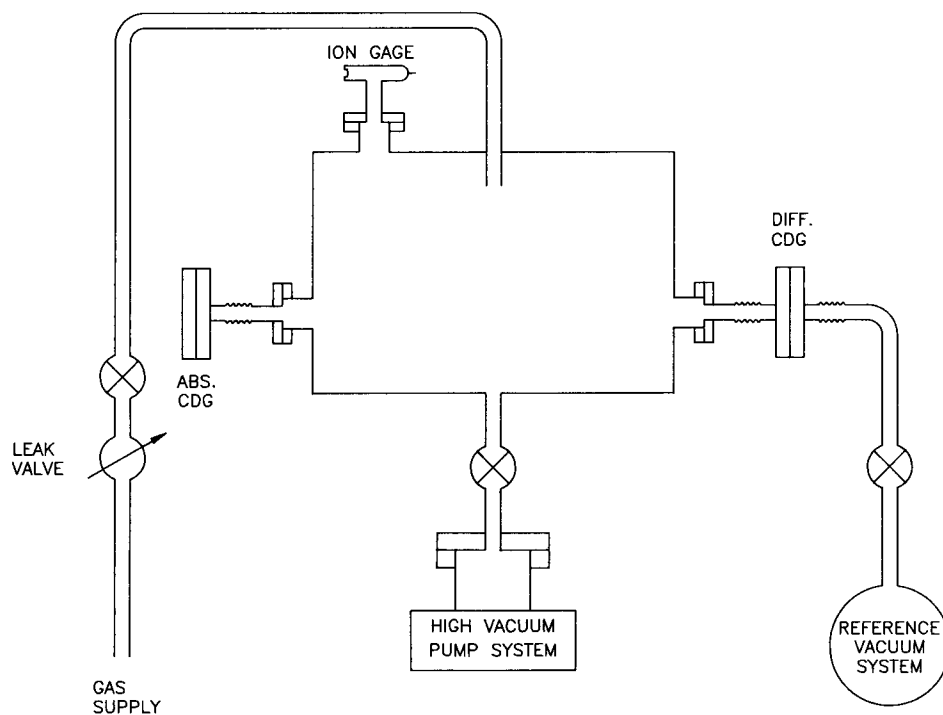 ION GAGE
DIFF.
CDG
ABS.
CDG
LEAK
VALVE
HIGH VACUUM
PUMP SYSTEM
REFERENCE
VACUUM
SYSTEM
GAS
SUPPLY